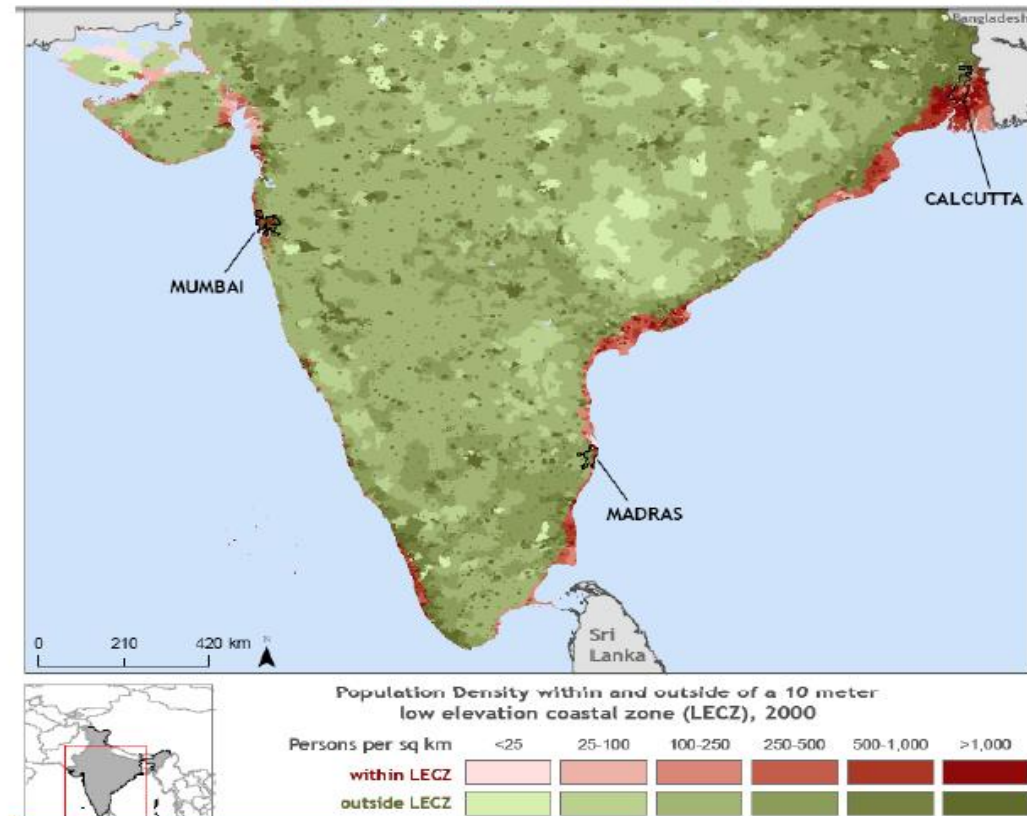 Bangladesh
CALCUTTA
MUMBAI
MADRAS
Sri
Lanka
0 210 420 km N
Population Density within and outside of a 10 meter
low elevation coastal zone (LECZ), 2000
Persons per sq km <25 25-100 100-250 250-500 500-1,000 >1,000
within LECZ
outside LECZ